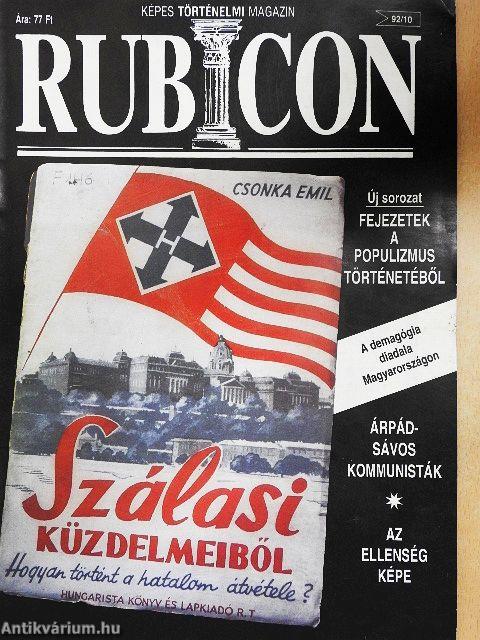 Ára: 77 Ft
KÉPES TÖRTÉNELMI MAGAZIN
92/10
RUBICON
CSONKA EMIL
Szálasi
KÜZDELMEIBŐL
Hogyan történt a hatalom átvétele?
HUNGARISTA KÖNYV ÉS LAPKIADÓ R. T.
Új sorozat
FEJEZETEK
A
POPULIZMUS
TÖRTÉNETÉBŐL
A demagógia
diadala
Magyarországon
ÁRPÁD-
SÁVOS
KOMMUNISTÁK
AZ
ELLENSÉG
KÉPE
Antikvárium.hu